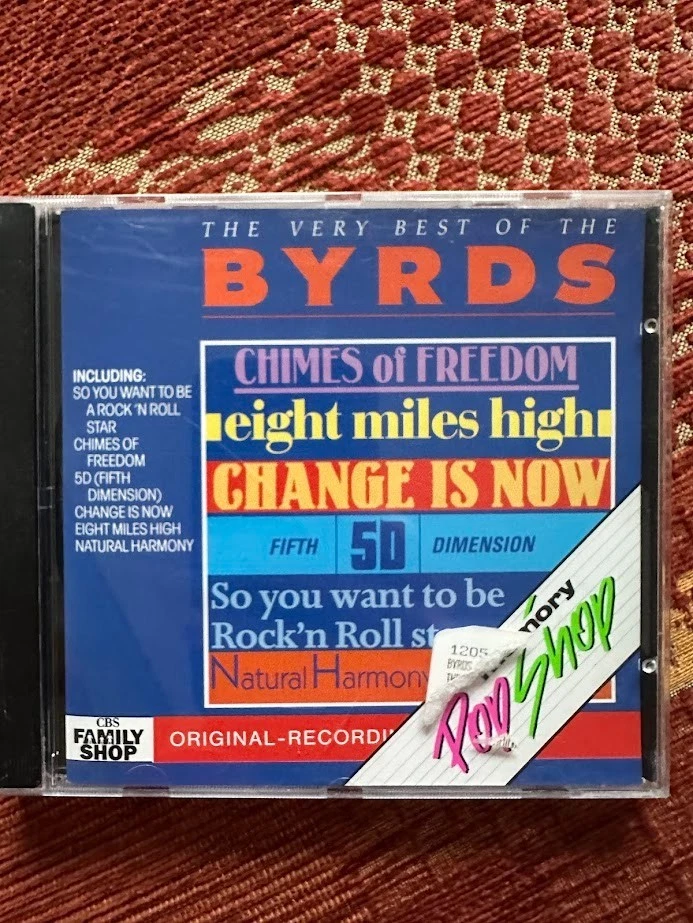 THE VERY BEST OF THE
BYRDS
INCLUDING:
SO YOU WANT TO BE
A ROCK 'N ROLL
STAR
CHIMES OF
FREEDOM
5D (FIFTH
DIMENSION)
CHANGE IS NOW
EIGHT MILES HIGH
NATURAL HARMONY
CHIMES of FREEDOM
eight miles high
CHANGE IS NOW
FIFTH 5D DIMENSION
So you want to be
Rock'n Roll st
Natural Harmony
1205
BYRDS
Pop Shop
CBS
FAMILY
SHOP
ORIGINAL-RECORDI